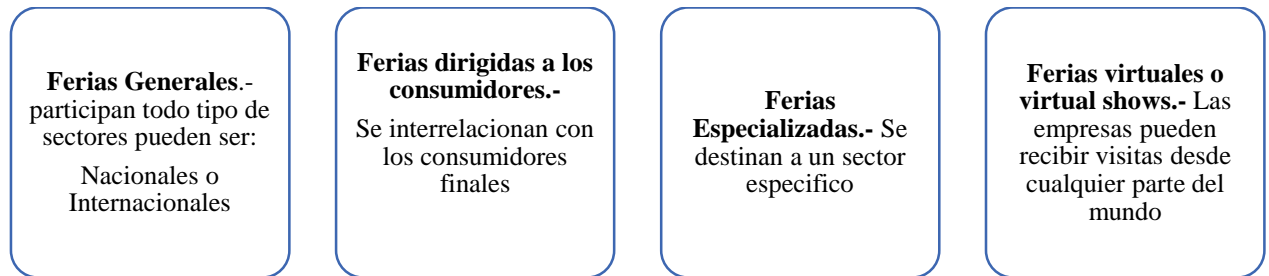 Ferias Generales.-
participan todo tipo de
sectores pueden ser:
Nacionales o
Internacionales
Ferias dirigidas a los
consumidores.-
Se interrelacionan con
los consumidores
finales
Ferias
Especializadas.- Se
destinan a un sector
especifico
Ferias virtuales o
virtual shows.- Las
empresas pueden
recibir visitas desde
cualquier parte del
mundo